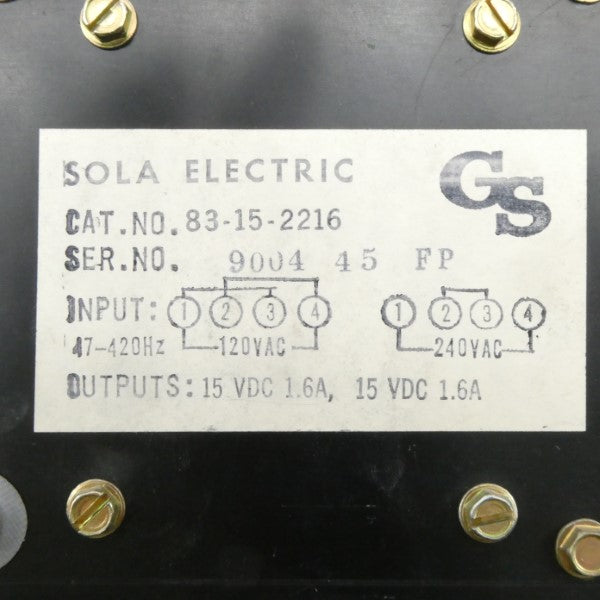 SOLA ELECTRIC GS
CAT.NO. 83-15-2216
SER.NO. 9004 45 FP
INPUT: 1 2 3 4 1 2 3 4
47-420Hz 120VAC 240VAC
OUTPUTS: 15 VDC 1.6A, 15 VDC 1.6A